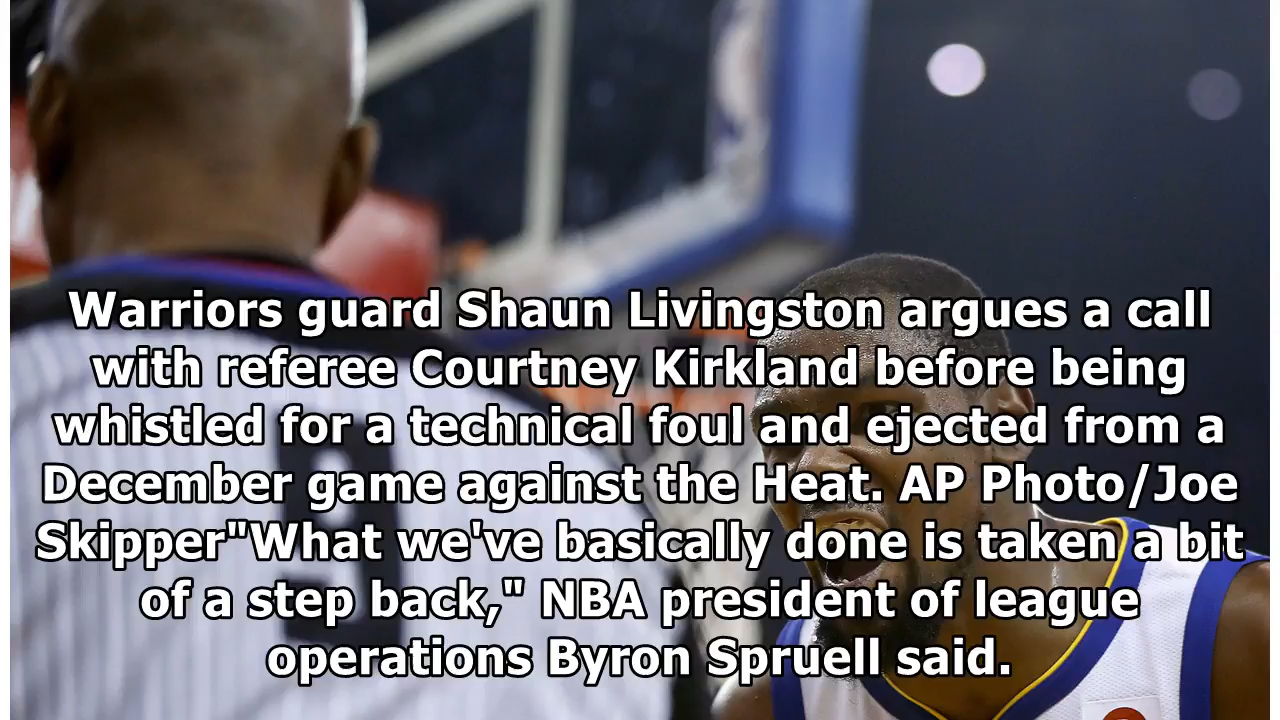 Warriors guard Shaun Livingston argues a call
with referee Courtney Kirkland before being
whistled for a technical foul and ejected from a
December game against the Heat. AP Photo/Joe
Skipper"What we've basically done is taken a bit
of a step back," NBA president of league
operations Byron Spruell said.